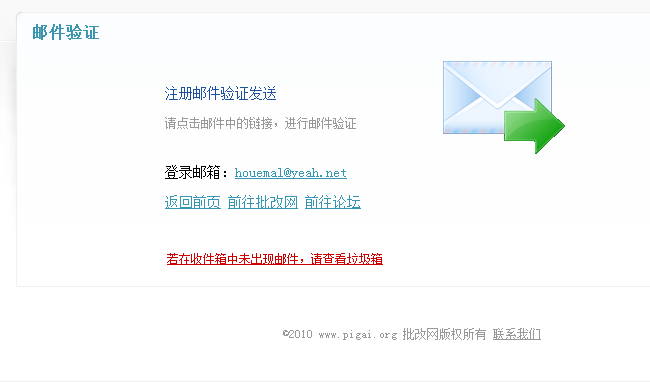 邮件验证
注册邮件验证发送
请点击邮件中的链接，进行邮件验证
登录邮箱：houemal@yeah.net
返回前页 前往批改网 前往论坛
若在收件箱中未出现邮件，请查看垃圾箱
©2010 www.pigai.org 批改网版权所有 联系我们